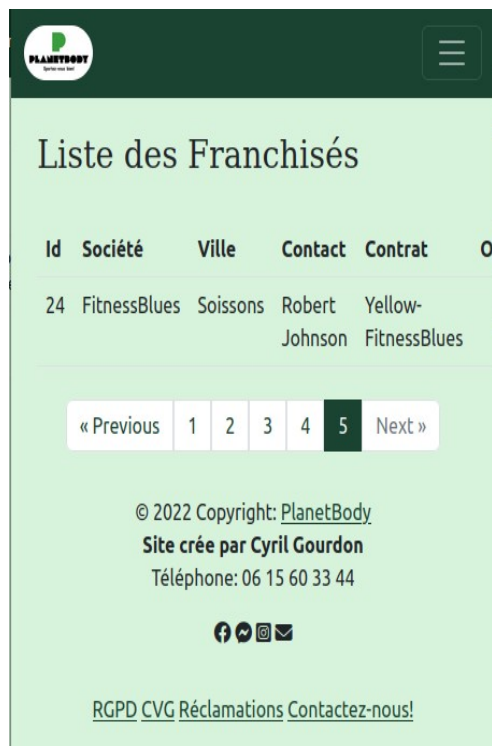 PLANETBODY
Liste des Franchisés
Id Société Ville Contact Contrat O
24 FitnessBlues Soissons Robert Johnson Yellow-FitnessBlues
« Previous 1 2 3 4 5 Next »
© 2022 Copyright: PlanetBody
Site crée par Cyril Gourdon
Téléphone: 06 15 60 33 44
RGPD CVG Réclamations Contactez-nous!